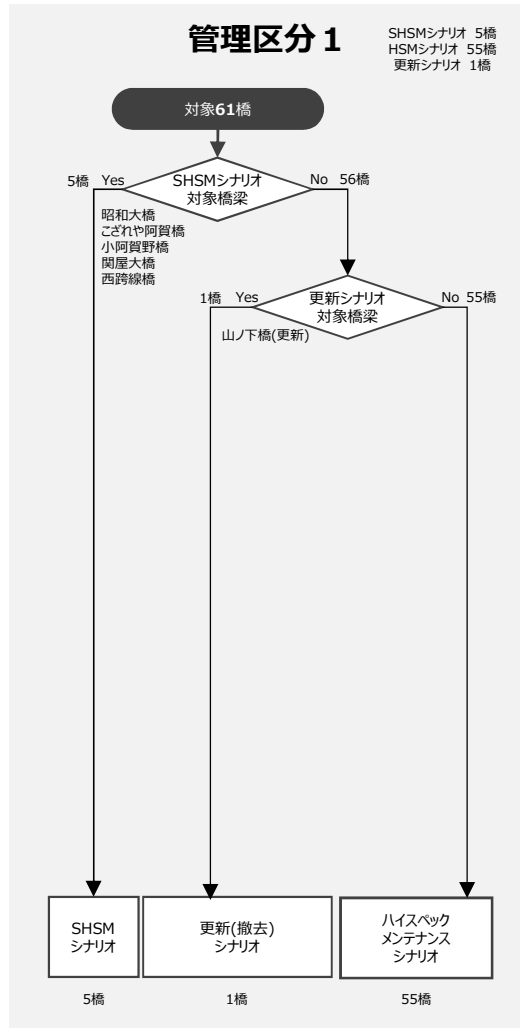 管理区分１
SHSMシナリオ 5橋
HSMシナリオ 55橋
更新シナリオ 1橋
対象61橋
5橋 Yes
SHSMシナリオ
対象橋梁
No 56橋
昭和大橋
こざれや阿賀橋
小阿賀野橋
関屋大橋
西跨線橋
1橋 Yes
更新シナリオ
対象橋梁
No 55橋
山ノ下橋(更新)
SHSM
シナリオ
更新(撤去)
シナリオ
ハイスペック
メンテナンス
シナリオ
5橋
1橋
55橋